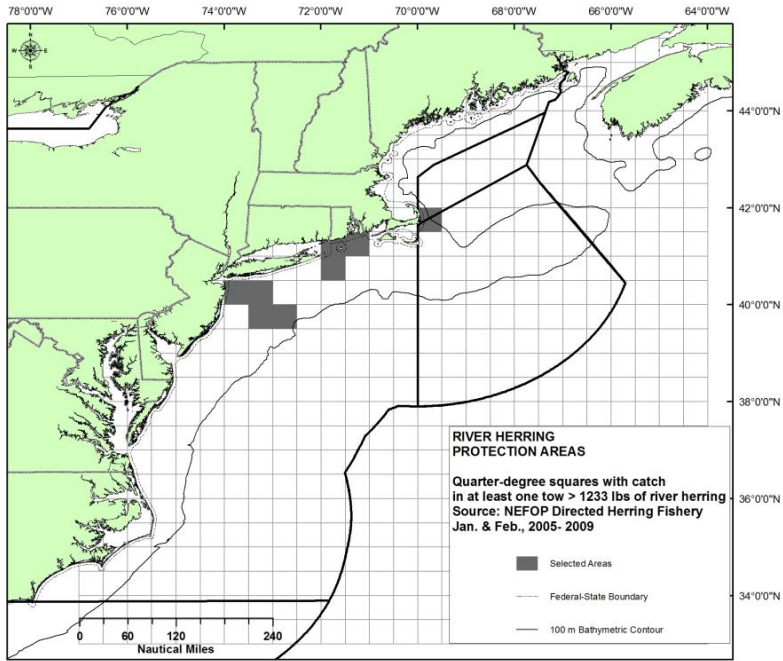 78°0'0"W 76°0'0"W 74°0'0"W 72°0'0"W 70°0'0"W 68°0'0"W 66°0'0"W 64°0'0"W
N
W E
S
44°0'0"N
42°0'0"N
40°0'0"N
38°0'0"N
36°0'0"N
34°0'0"N
RIVER HERRING
PROTECTION AREAS
Quarter-degree squares with catch
in at least one tow > 1233 lbs of river herring
Source: NEFOP Directed Herring Fishery
Jan. & Feb., 2005- 2009
Selected Areas
Federal-State Boundary
100 m Bathymetric Contour
0 60 120 240
Nautical Miles